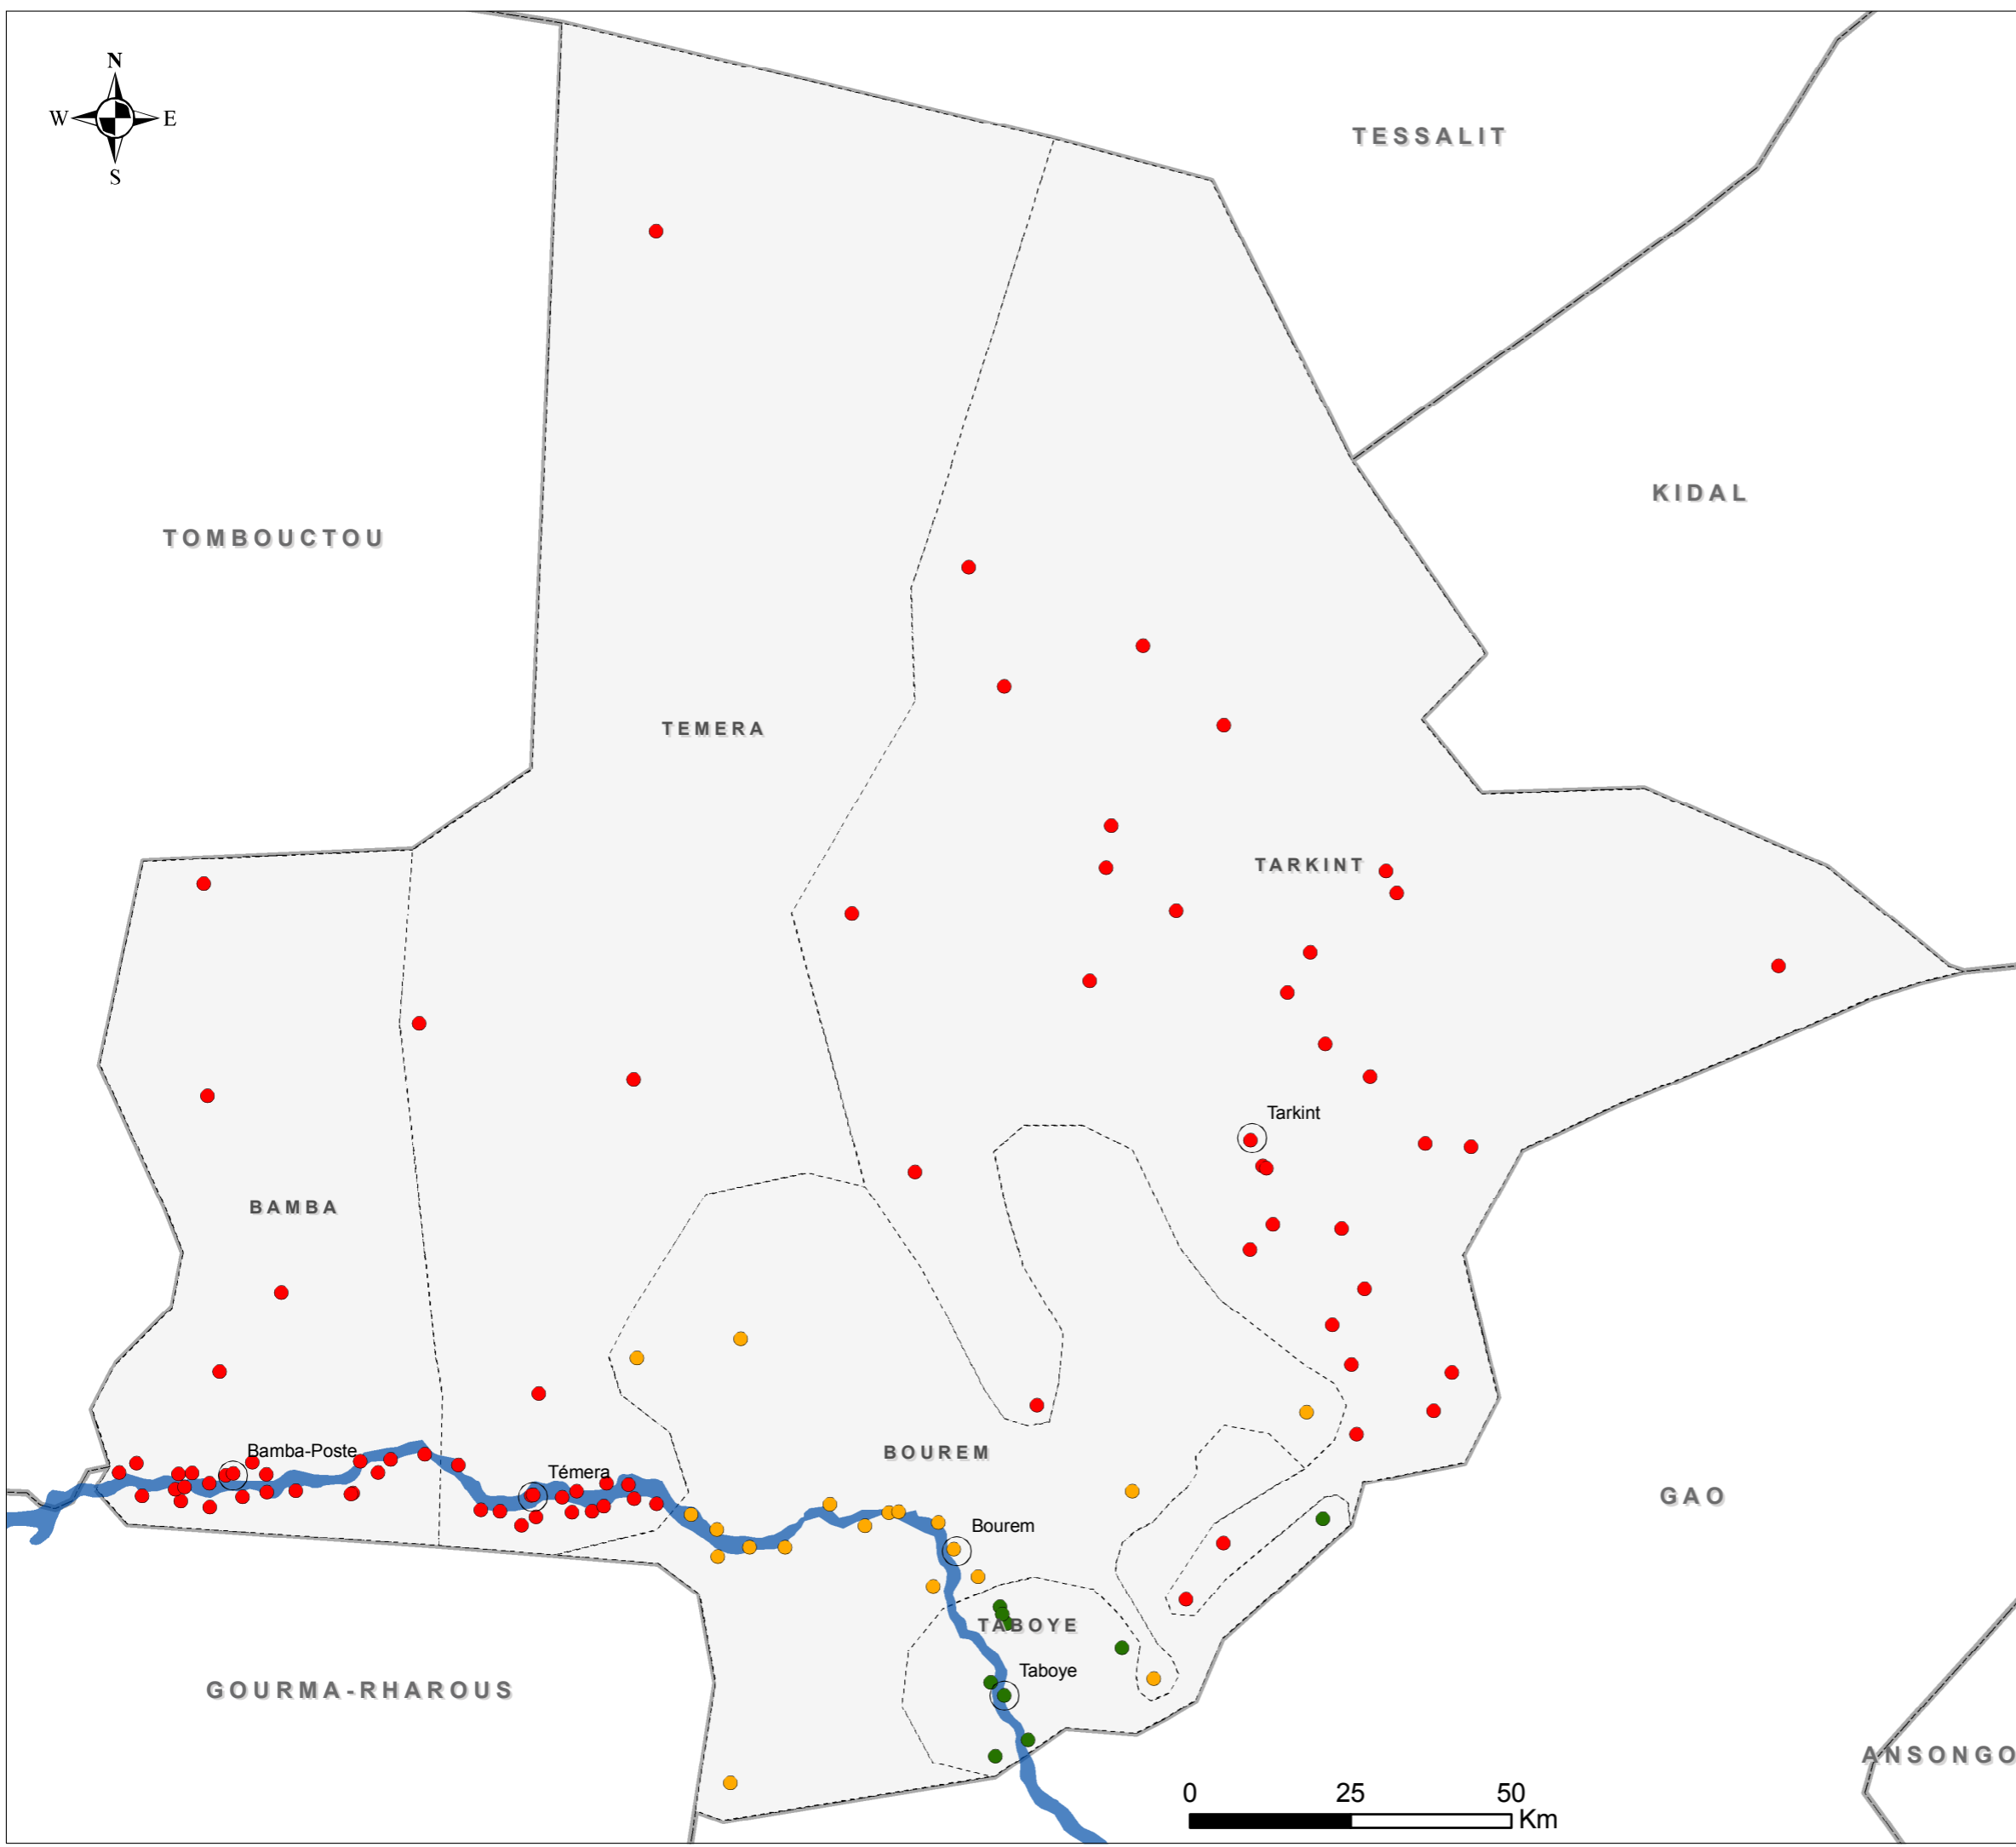 N
W E
S
TESSALIT
KIDAL
TOMBOUCTOU
TEMERA
TARKINT
Tarkint
BAMBA
Bamba-Poste
Témera
BOUREM
GAO
Bourem
TABOYE
Taboye
GOURMA-RHAROUS
ANSONGO
0 25 50
Km